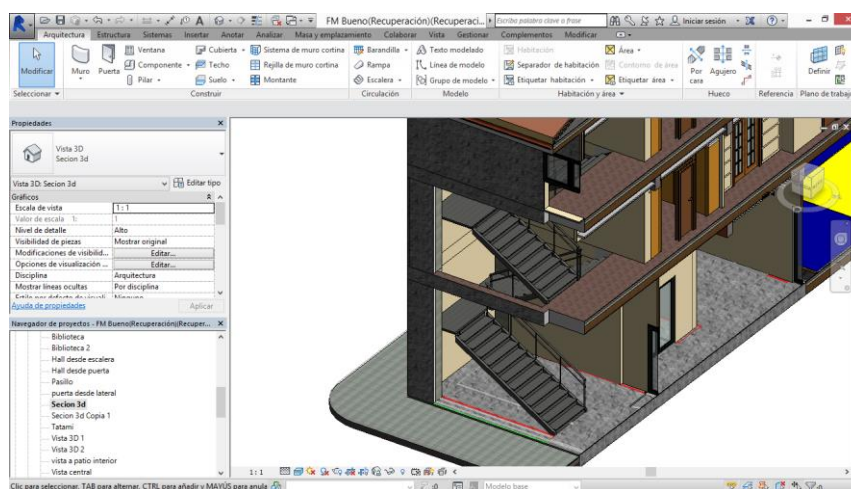 FM Bueno(Recuperación)(Recuperaci...
Escriba palabra clave o frase
Iniciar sesión
Arquitectura Estructura Sistemas Insertar Anotar Analizar Masa y emplazamiento Colaborar Vista Gestionar Complementos Modificar
Modificar
Muro
Puerta
Ventana
Componente
Pilar
Cubierta
Techo
Suelo
Sistema de muro cortina
Rejilla de muro cortina
Montante
Barandilla
Rampa
Escalera
Texto modelado
Línea de modelo
Grupo de modelo
Habitación
Separador de habitación
Etiquetar habitación
Área
Contorno de área
Etiquetar área
Por cara
Agujero
Definir
Seleccionar
Construir
Circulación
Modelo
Habitación y área
Hueco
Referencia
Plano de trabaj
Propiedades
Vista 3D
Secion 3d
Vista 3D: Secion 3d
Editar tipo
Gráficos
Escala de vista 1 : 1
Valor de escala 1: 1
Nivel de detalle Alto
Visibilidad de piezas Mostrar original
Modificaciones de visibilid... Editar...
Opciones de visualización ... Editar...
Disciplina Arquitectura
Mostrar líneas ocultas Por disciplina
Ayuda de propiedades
Aplicar
Navegador de proyectos - FM Bueno(Recuperación)(Recuper...
Biblioteca
Biblioteca 2
Hall desde escalera
Hall desde puerta
Pasillo
puerta desde lateral
Secion 3d
Secion 3d Copia 1
Tatami
Vista 3D 1
Vista 3D 2
vista a patio interior
Vista central
1 : 1
Clic para seleccionar, TAB para alternar, CTRL para añadir y MAYÚS para anula
:0
Modelo base